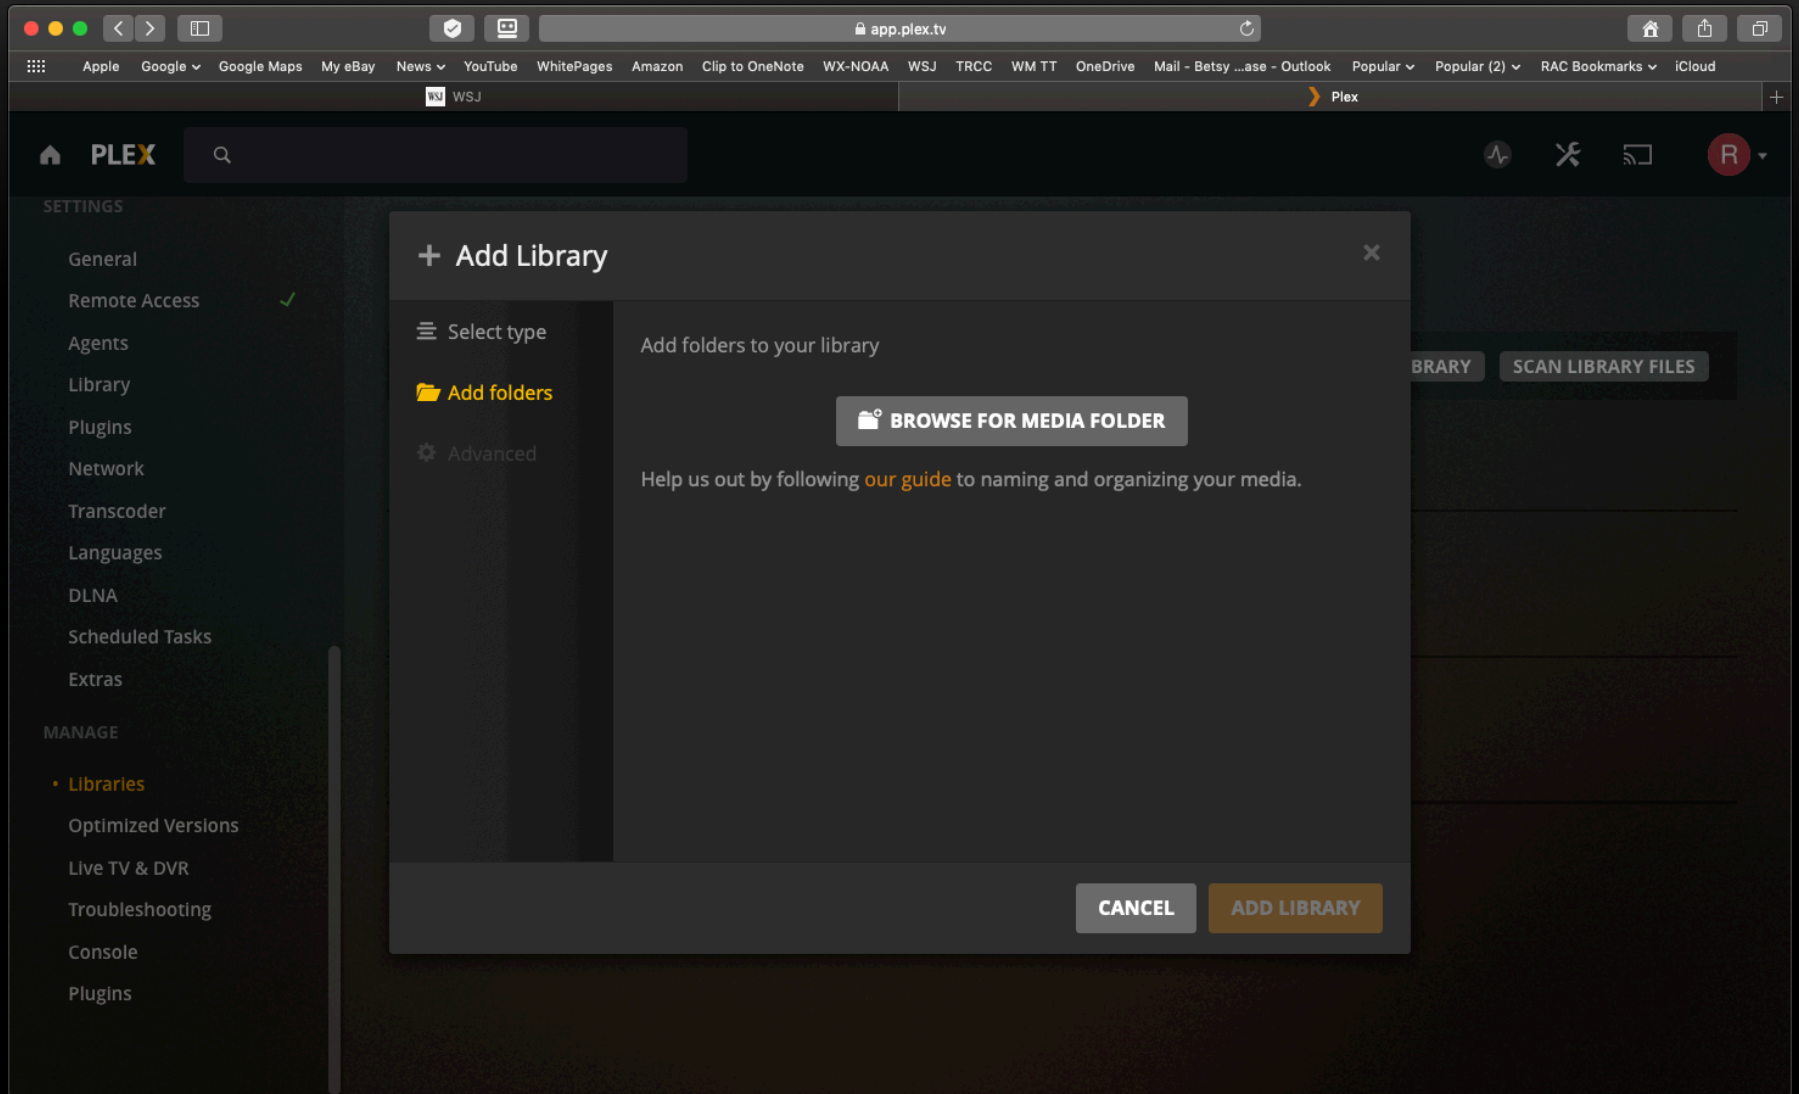 app.plex.tv
Apple Google Google Maps My eBay News YouTube WhitePages Amazon Clip to OneNote WX-NOAA WSJ TRCC WM TT OneDrive Mail - Betsy ...ase - Outlook Popular Popular (2) RAC Bookmarks iCloud
WSJ WSJ Plex
PLEX R
SETTINGS
General
Remote Access
Agents
Library
Plugins
Network
Transcoder
Languages
DLNA
Scheduled Tasks
Extras
MANAGE
Libraries
Optimized Versions
Live TV & DVR
Troubleshooting
Console
Plugins
Add Library
Select type
Add folders
Advanced
Add folders to your library
BROWSE FOR MEDIA FOLDER
Help us out by following our guide to naming and organizing your media.
CANCEL ADD LIBRARY
BRARY SCAN LIBRARY FILES